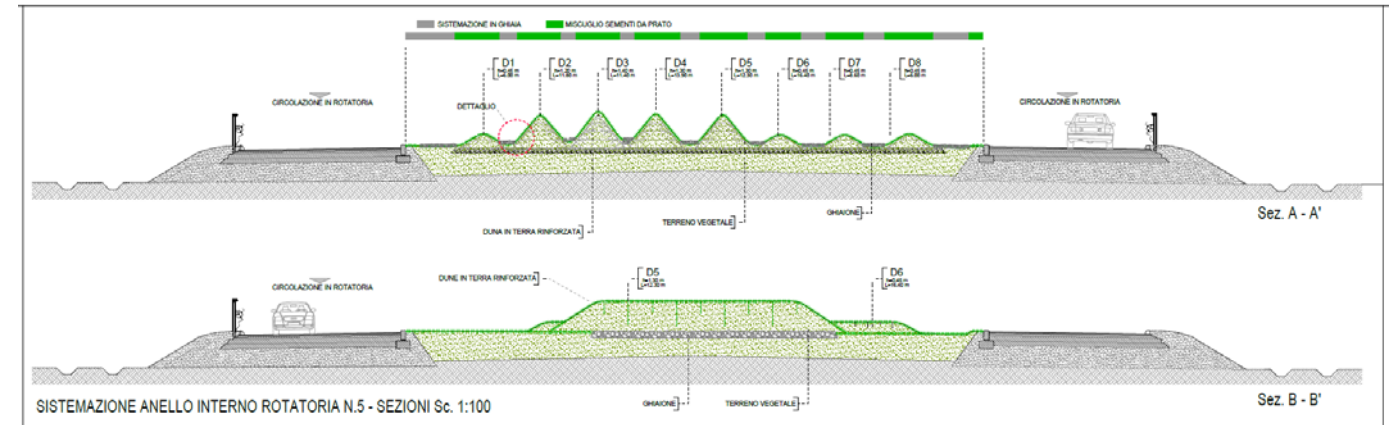 SISTEMAZIONE IN GHIAIA
MISCUGLIO SEMENTI DA PRATO
D1
D2
D3
D4
D5
D6
D7
D8
CIRCOLAZIONE IN ROTATORIA
DETTAGLIO
CIRCOLAZIONE IN ROTATORIA
DUNA IN TERRA RINFORZATA
TERRENO VEGETALE
GHIAIONE
Sez. A - A'
CIRCOLAZIONE IN ROTATORIA
DUNE IN TERRA RINFORZATA
D5
D6
GHIAIONE
TERRENO VEGETALE
SISTEMAZIONE ANELLO INTERNO ROTATORIA N.5 - SEZIONI Sc. 1:100
Sez. B - B'